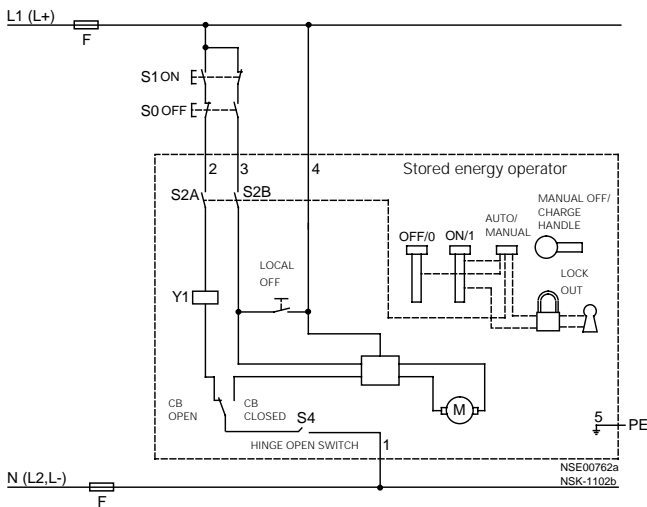 L1 (L+)
F
S1 ON
S0 OFF
2 3 4
Stored energy operator
S2A S2B
MANUAL OFF/
CHARGE
HANDLE
AUTO/
MANUAL
OFF/0 ON/1
LOCAL
OFF
LOCK
OUT
Y1
CB
OPEN
CB
CLOSED
S4
M
HINGE OPEN SWITCH
1
5
PE
NSE00762a
NSK-1102b
N (L2,L-)
F